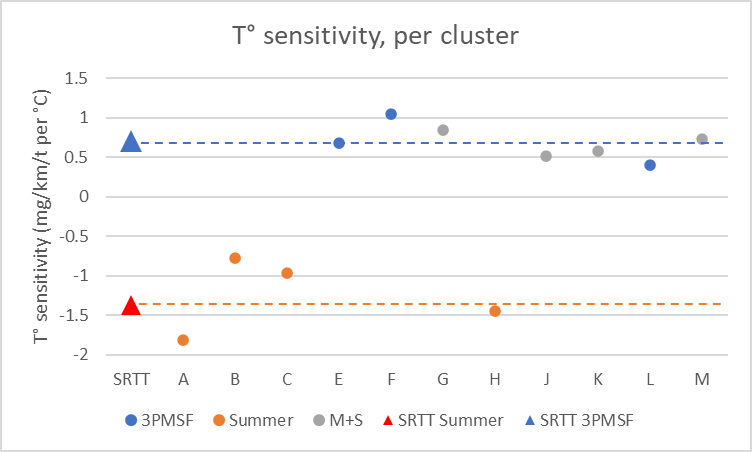 T° sensitivity, per cluster
T° sensitivity (mg/km/t per °C)
1.5
1
0.5
0
-0.5
-1
-1.5
-2
SRTT A B C E F G H J K L M
3PMSF Summer M+S SRTT Summer SRTT 3PMSF